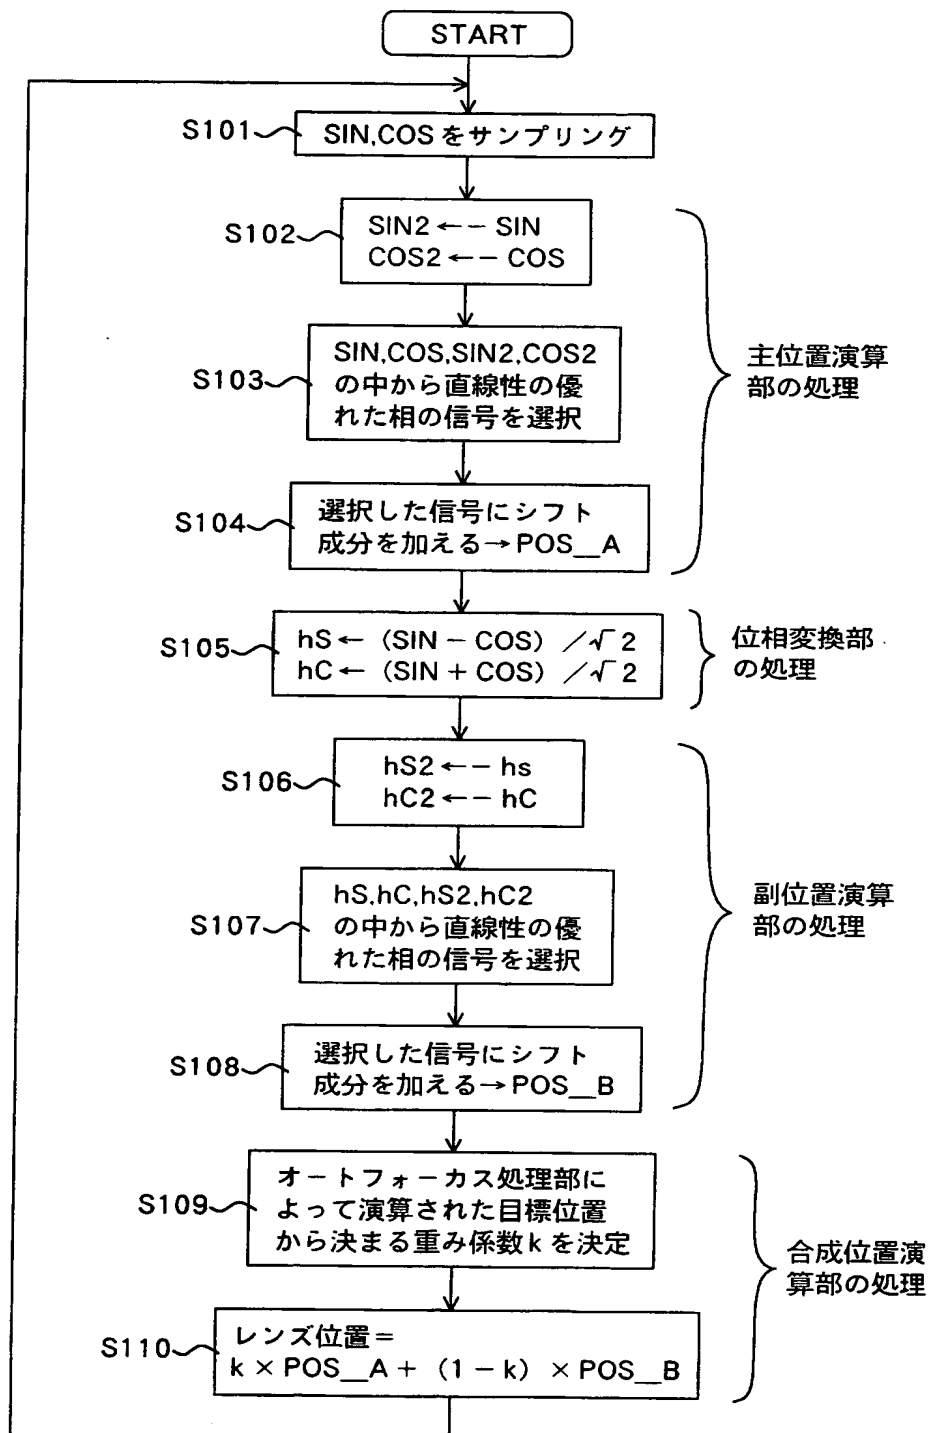 START
S101
SIN,COS をサンプリング
S102
SIN2 ← − SIN
COS2 ← − COS
S103
SIN,COS,SIN2,COS2
の中から直線性の優
れた相の信号を選択
主位置演算
部の処理
S104
選択した信号にシフト
成分を加える→ POS__A
S105
hS ← (SIN − COS) ／√2
hC ← (SIN + COS) ／√2
位相変換部
の処理
S106
hS2 ← − hs
hC2 ← − hC
S107
hS,hC,hS2,hC2
の中から直線性の優
れた相の信号を選択
副位置演算
部の処理
S108
選択した信号にシフト
成分を加える→ POS__B
S109
オートフォーカス処理部に
よって演算された目標位置
から決まる重み係数 k を決定
合成位置演
算部の処理
S110
レンズ位置＝
k × POS__A + (1 − k) × POS__B